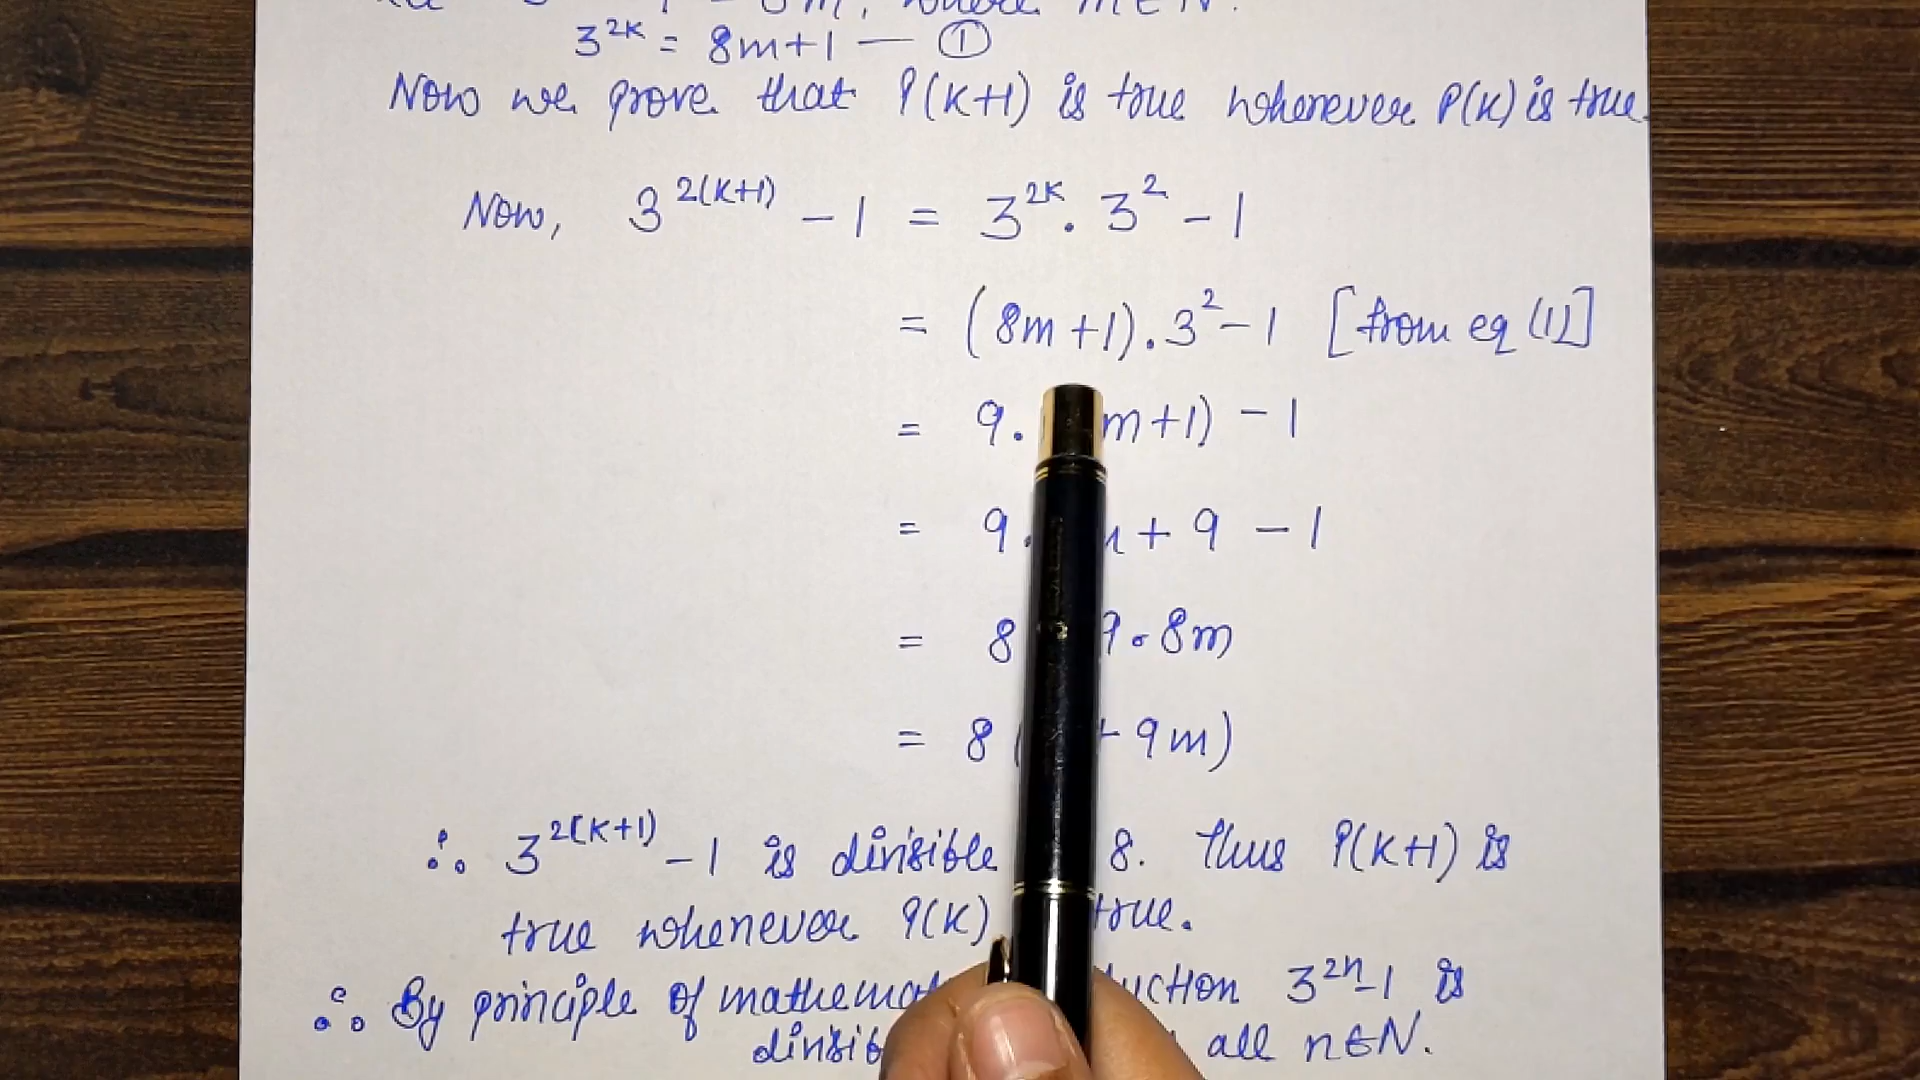 = 8m, where m∈N.
3^{2k} = 8m+1 — ①
Now we prove that P(k+1) is true whenever P(k) is true.
Now, 3^{2(k+1)} - 1 = 3^{2k} . 3^2 - 1
= (8m+1).3^2 - 1 [from eq (1)]
= 9. m+1) - 1
= 9. + 9 - 1
= 8 9.8m
= 8( + 9m)
∴ 3^{2(k+1)} - 1 is divisible 8. Thus P(k+1) is
true whenever P(k) true.
∴ By principle of 3^{2n}-1 is
all n∈N.